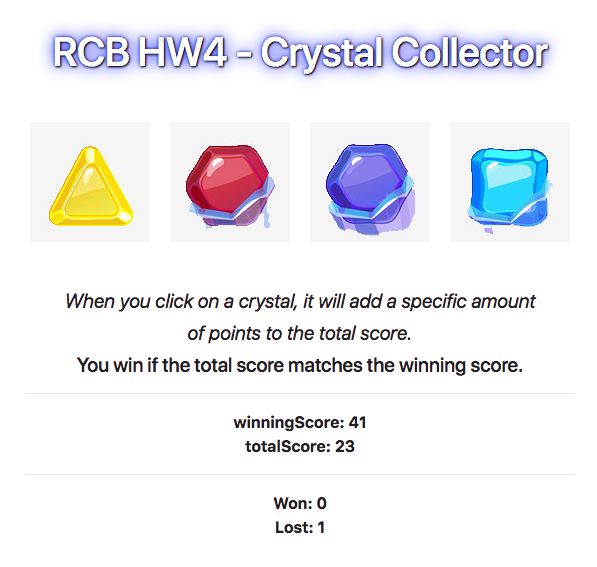 RCB HW4 - Crystal Collector
When you click on a crystal, it will add a specific amount
of points to the total score.
You win if the total score matches the winning score.
winningScore: 41
totalScore: 23
Won: 0
Lost: 1